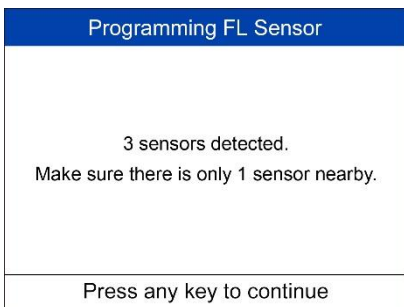 Programming FL Sensor
3 sensors detected.
Make sure there is only 1 sensor nearby.
Press any key to continue